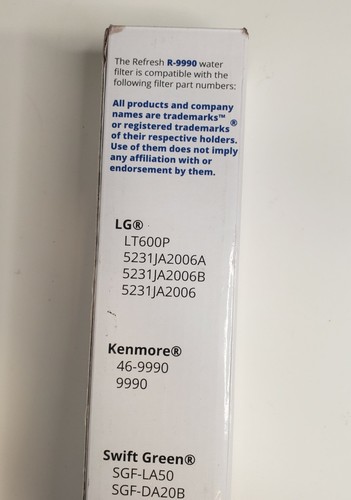 The Refresh R-9990 water
filter is compatible with the
following filter part numbers:
All products and company
names are trademarks™
or registered trademarks®
of their respective holders.
Use of them does not imply
any affiliation with or
endorsement by them.
LG®
LT600P
5231JA2006A
5231JA2006B
5231JA2006
Kenmore®
46-9990
9990
Swift Green®
SGF-LA50
SGF-DA20B